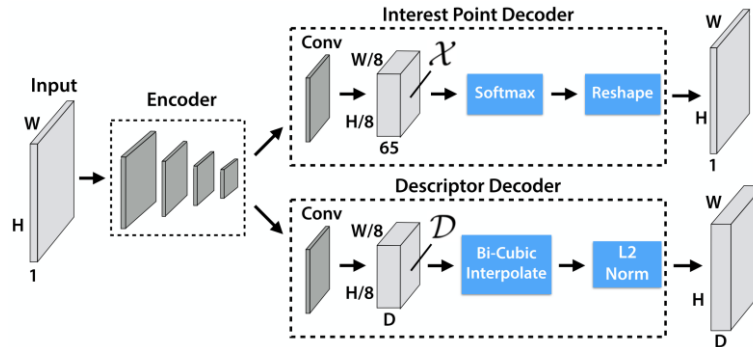 Interest Point Decoder
Input
W
H
1
Encoder
Conv
W/8
H/8
65
𝒳
Softmax
Reshape
W
H
1
Descriptor Decoder
Conv
W/8
H/8
D
𝒟
Bi-Cubic
Interpolate
L2
Norm
W
H
D